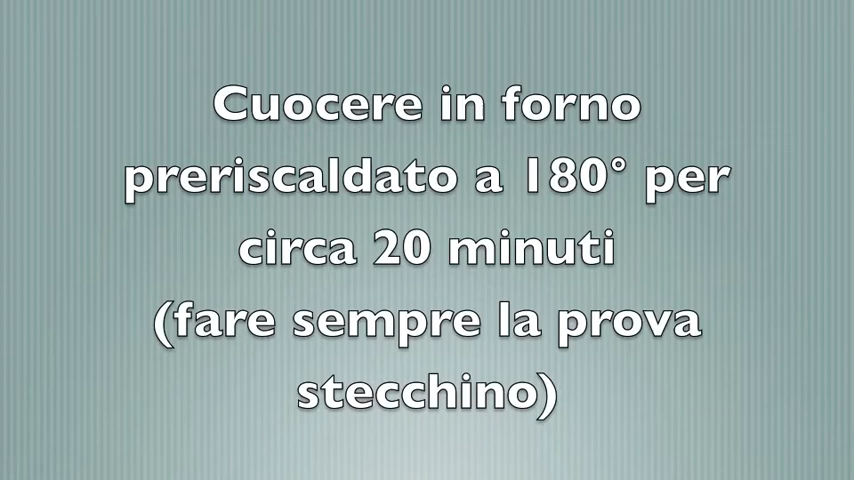 Cuocere in forno
preriscaldato a 180° per
circa 20 minuti
(fare sempre la prova
stecchino)